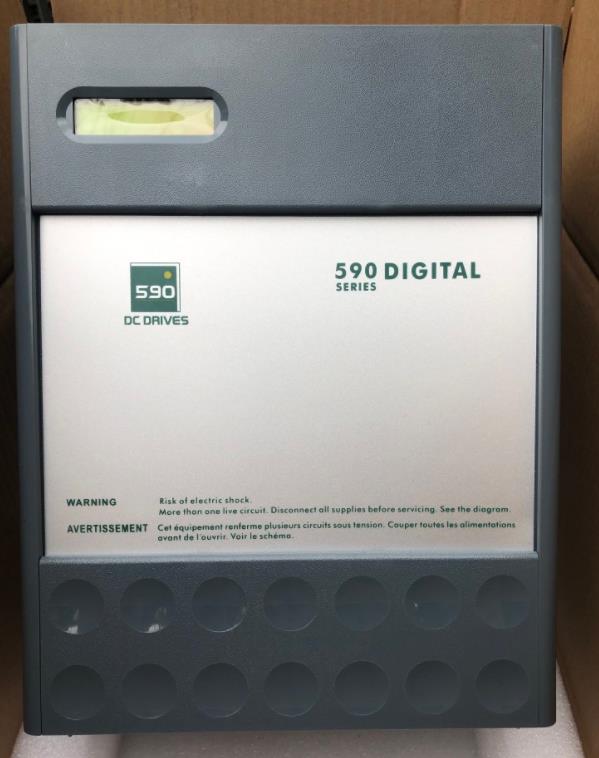 590
DC DRIVES
590 DIGITAL
SERIES
WARNING Risk of electric shock.
More than one live circuit. Disconnect all supplies before servicing. See the diagram.
AVERTISSEMENT Cet équipement renferme plusieurs circuits sous tension. Couper toutes les alimentations
avant de l'ouvrir. Voir le schéma.